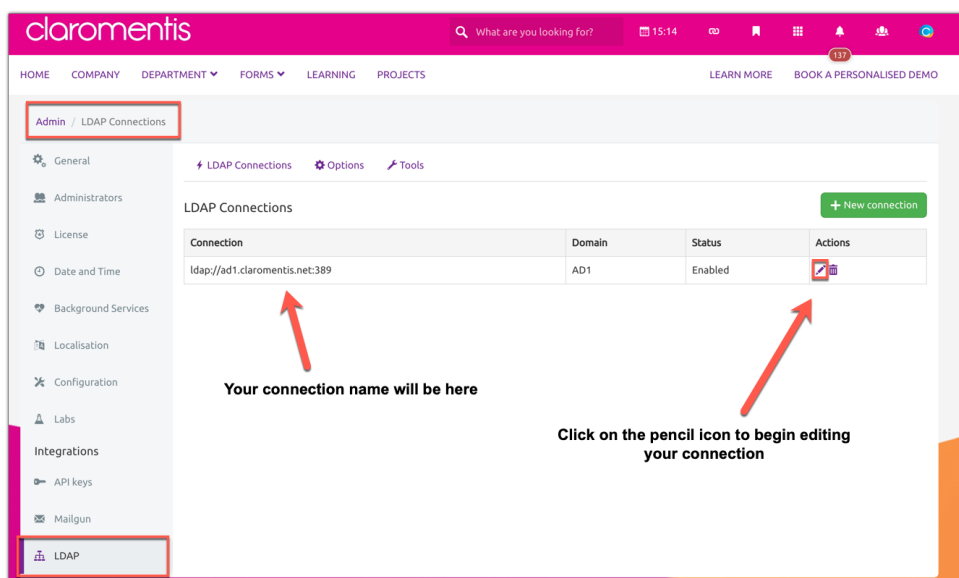 claromentis
What are you looking for?
15:14
137
HOME COMPANY DEPARTMENT FORMS LEARNING PROJECTS LEARN MORE BOOK A PERSONALISED DEMO
Admin / LDAP Connections
General
Administrators
License
Date and Time
Background Services
Localisation
Configuration
Labs
Integrations
API keys
Mailgun
LDAP
LDAP Connections Options Tools
LDAP Connections
+ New connection
Connection Domain Status Actions
ldap://ad1.claromentis.net:389 AD1 Enabled
Your connection name will be here
Click on the pencil icon to begin editing
your connection